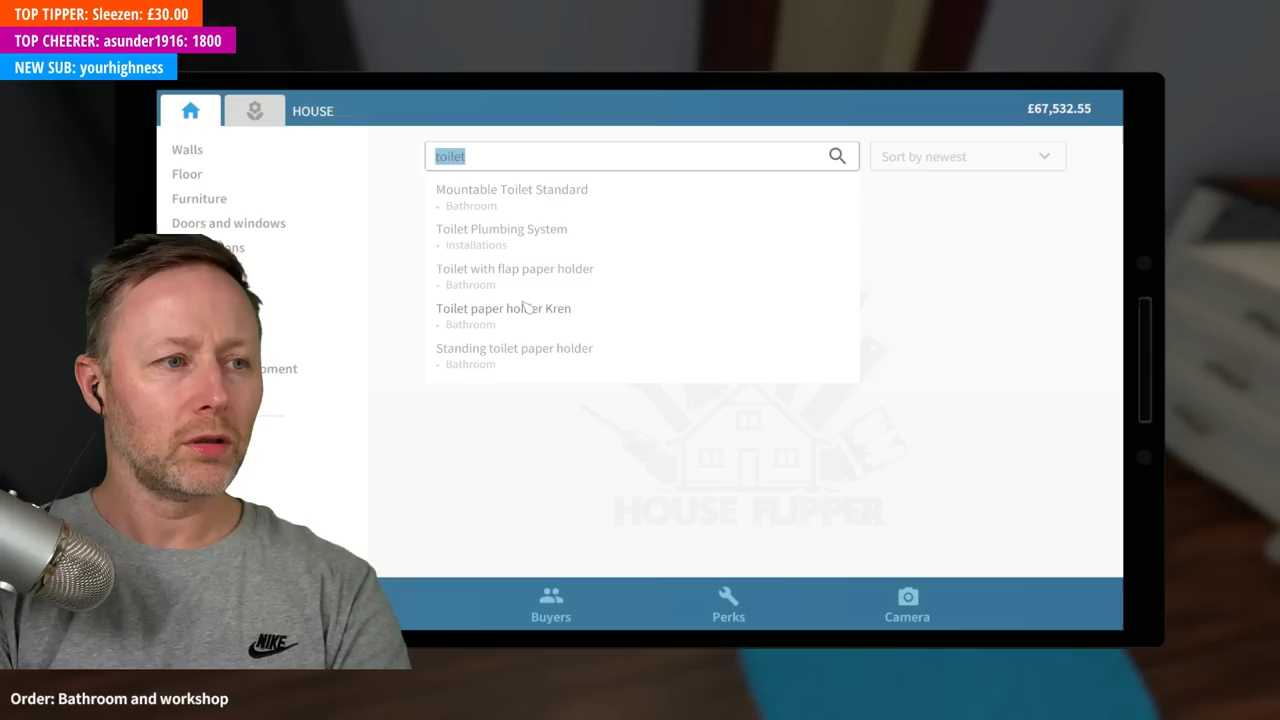 TOP TIPPER: Sleezen: £30.00
TOP CHEERER: asunder1916: 1800
NEW SUB: yourhighness
HOUSE
£67,532.55
Walls
Floor
Furniture
Doors and windows
toilet
Sort by newest
Mountable Toilet Standard
• Bathroom
Toilet Plumbing System
• Installations
Toilet with flap paper holder
• Bathroom
Toilet paper holder Kren
• Bathroom
Standing toilet paper holder
• Bathroom
HOUSE FLIPPER
Buyers
Perks
Camera
NIKE
Order: Bathroom and workshop